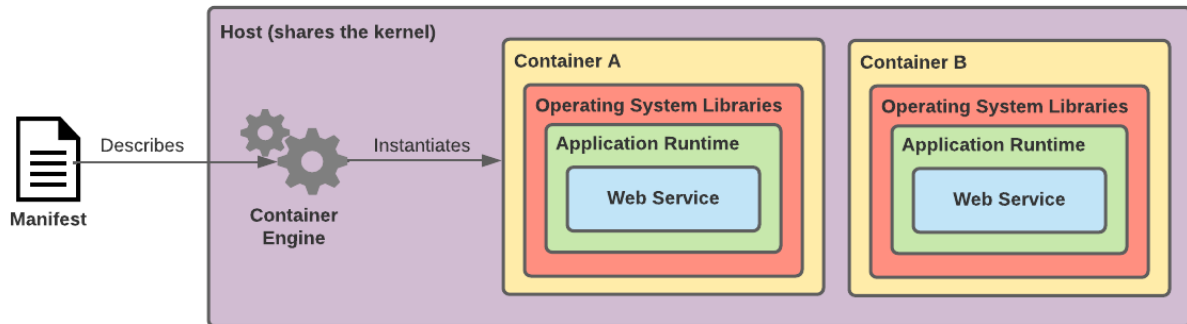 Host (shares the kernel)
Container A
Container B
Operating System Libraries
Operating System Libraries
Describes
Instantiates
Application Runtime
Application Runtime
Web Service
Web Service
Manifest
Container
Engine